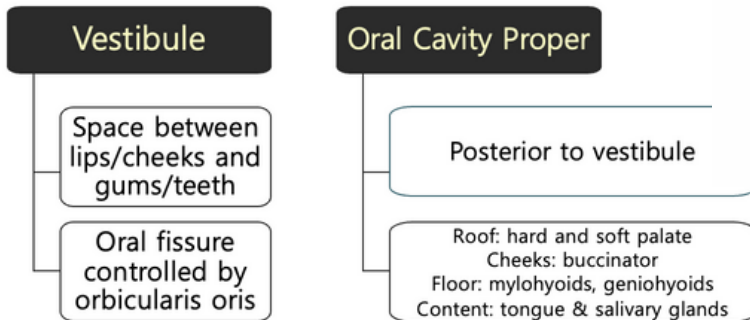 Vestibule
Space between
lips/cheeks and
gums/teeth
Oral fissure
controlled by
orbicularis oris
Oral Cavity Proper
Posterior to vestibule
Roof: hard and soft palate
Cheeks: buccinator
Floor: mylohyoids, geniohyoids
Content: tongue & salivary glands